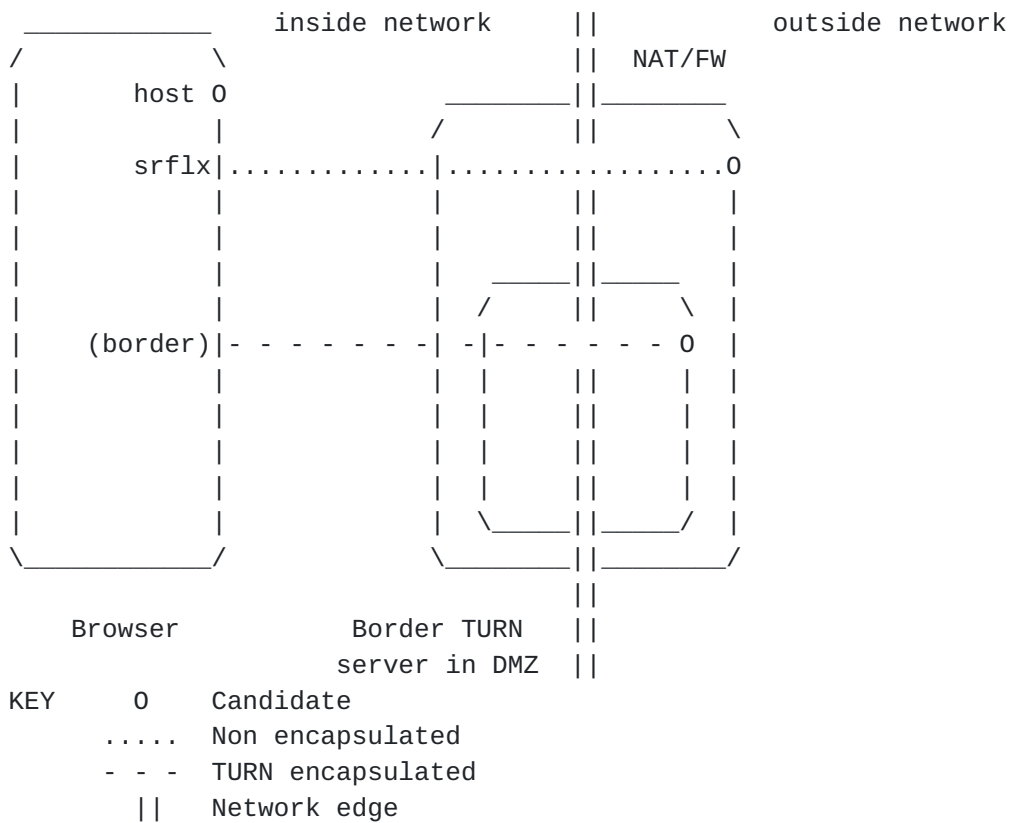 inside network || outside network
|| NAT/FW
host O
srflx|.............|..................O
(border)|- - - - - - -| -|- - - - - - O
Browser Border TURN ||
server in DMZ ||
KEY O Candidate
..... Non encapsulated
- - - TURN encapsulated
|| Network edge